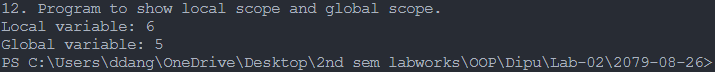 12. Program to show local scope and global scope.
Local variable: 6
Global variable: 5
PS C:\Users\ddang\OneDrive\Desktop\2nd sem labworks\OOP\Dipu\Lab-02\2079-08-26>